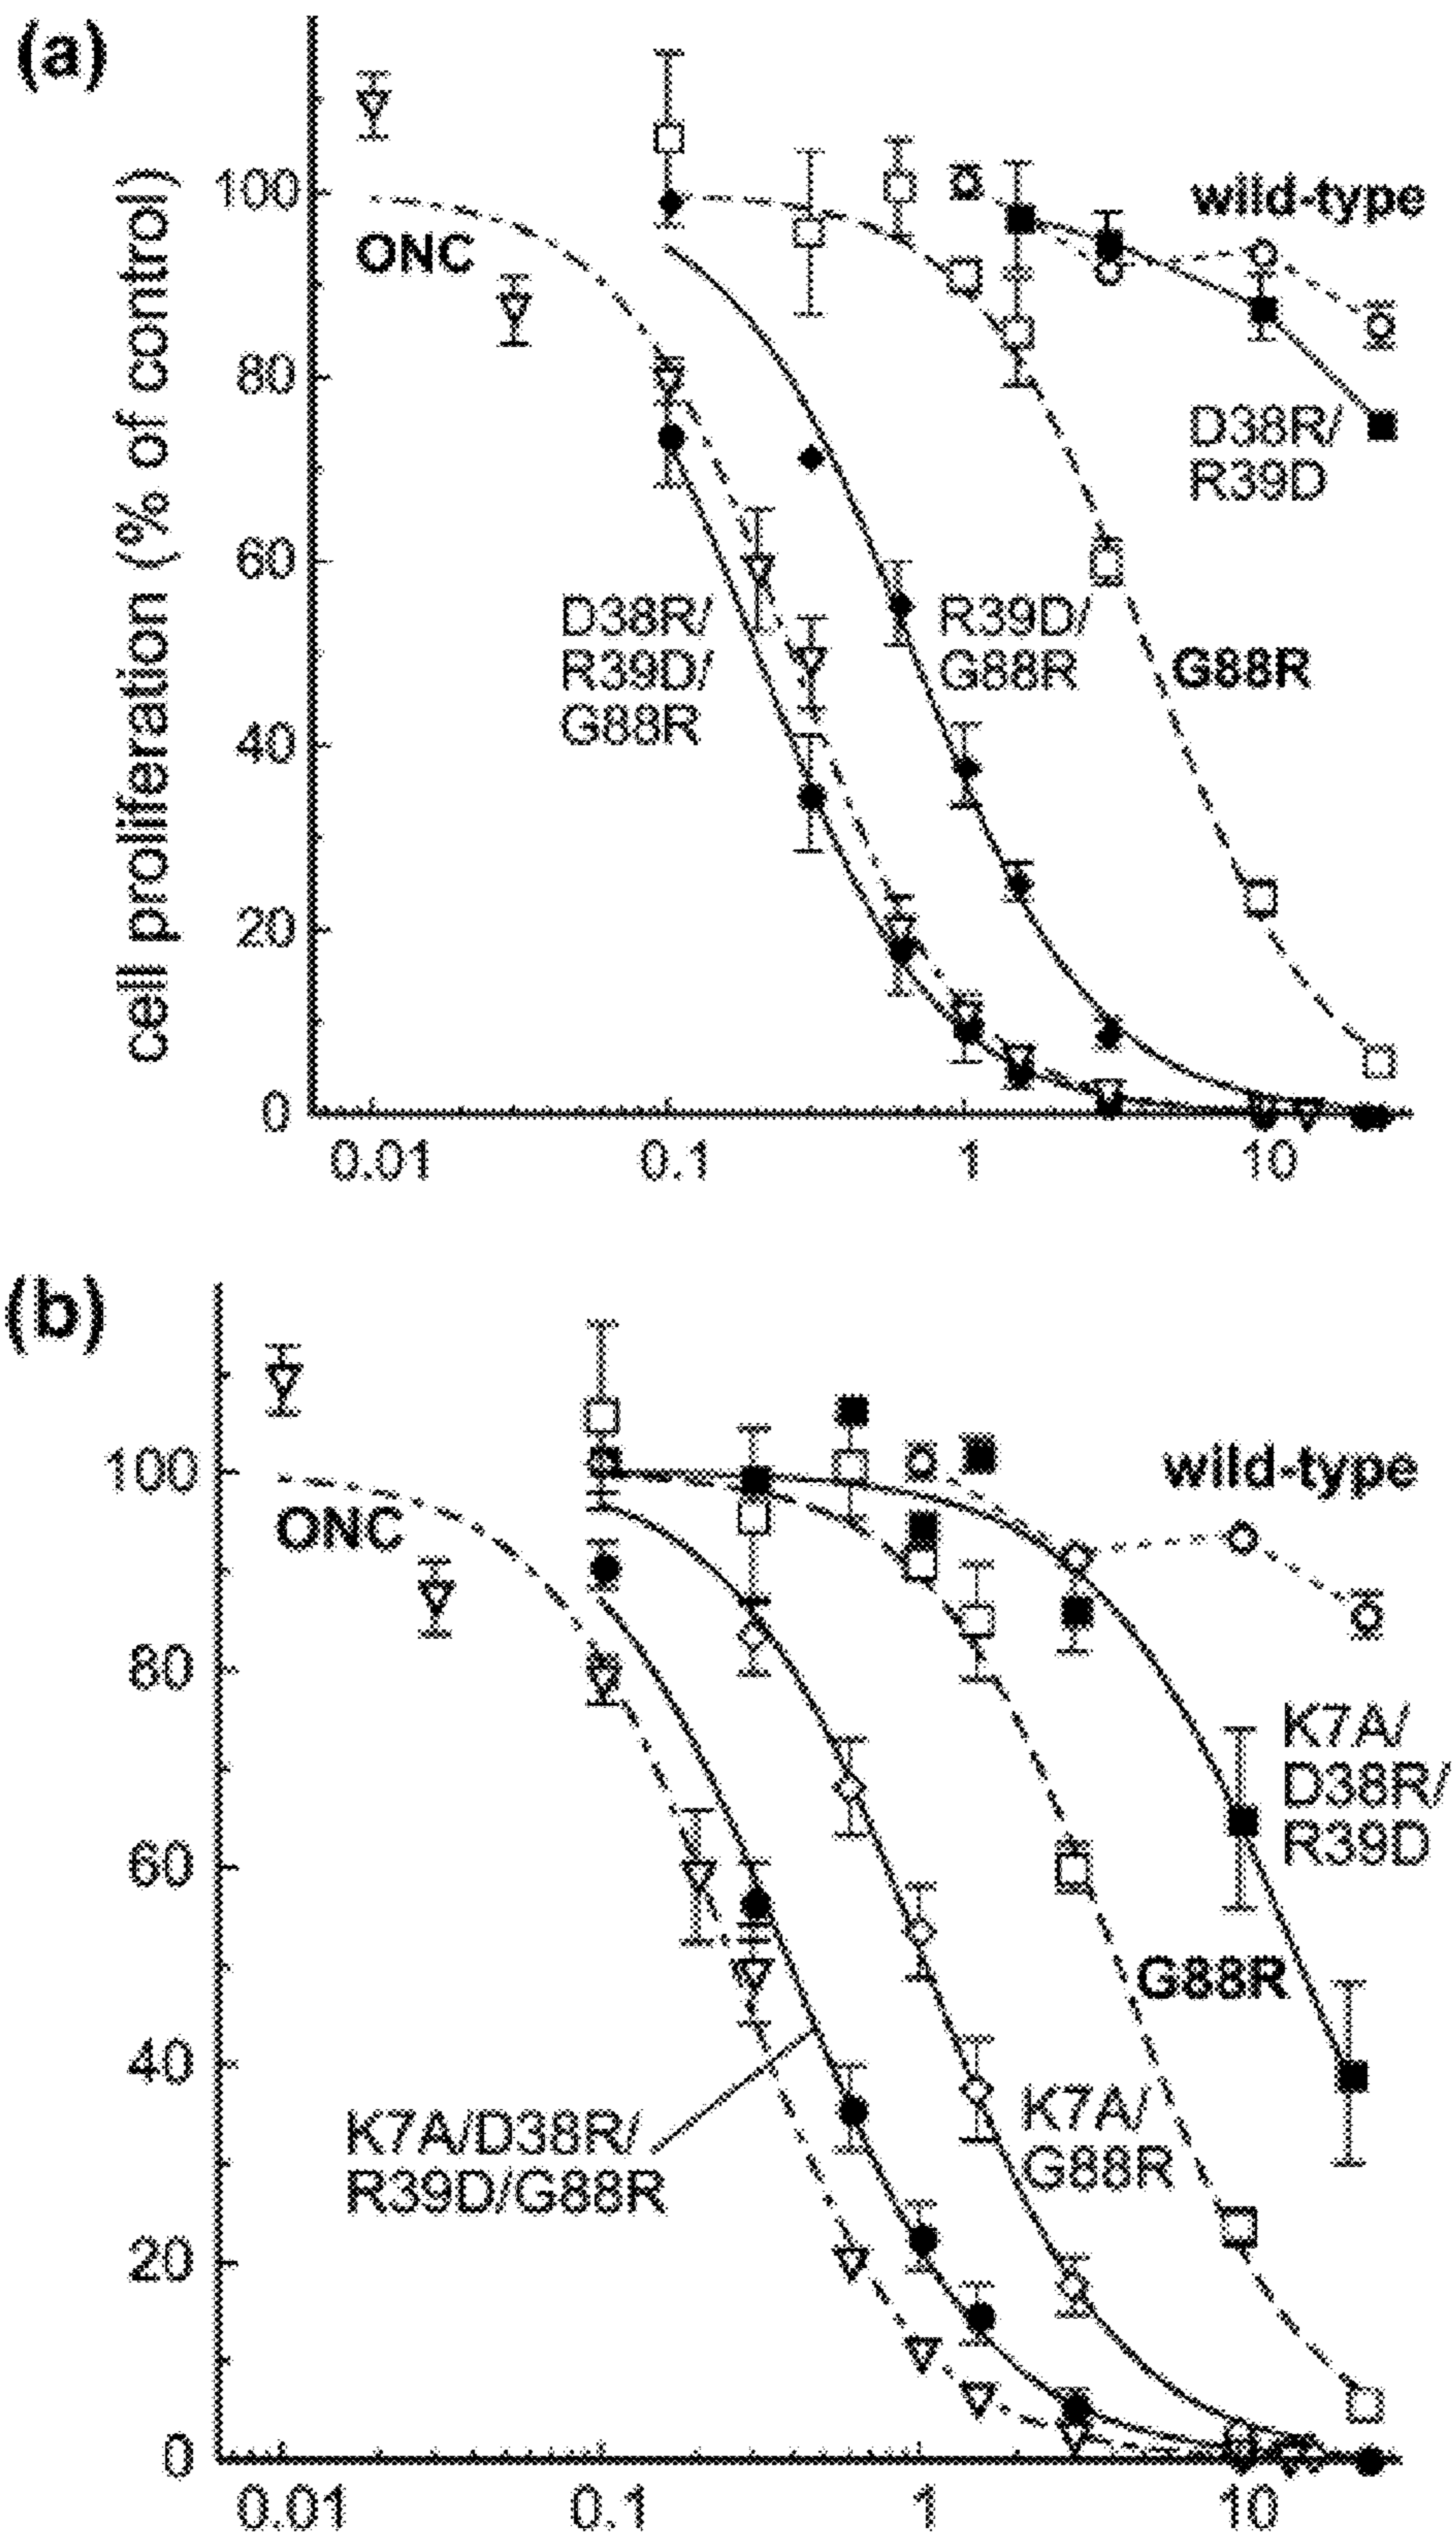 (a)
cell proliferation (% of control)
100
80
60
40
20
0
ONC
wild-type
D38R/
R39D
D38R/
R39D/
G88R
R39D/
G88R
G88R
0.01 0.1 1 10
(b)
100
80
60
40
20
0
ONC
wild-type
K7A/
D38R/
R39D
G88R
K7A/D38R/
R39D/G88R
K7A/
G88R
0.01 0.1 1 10